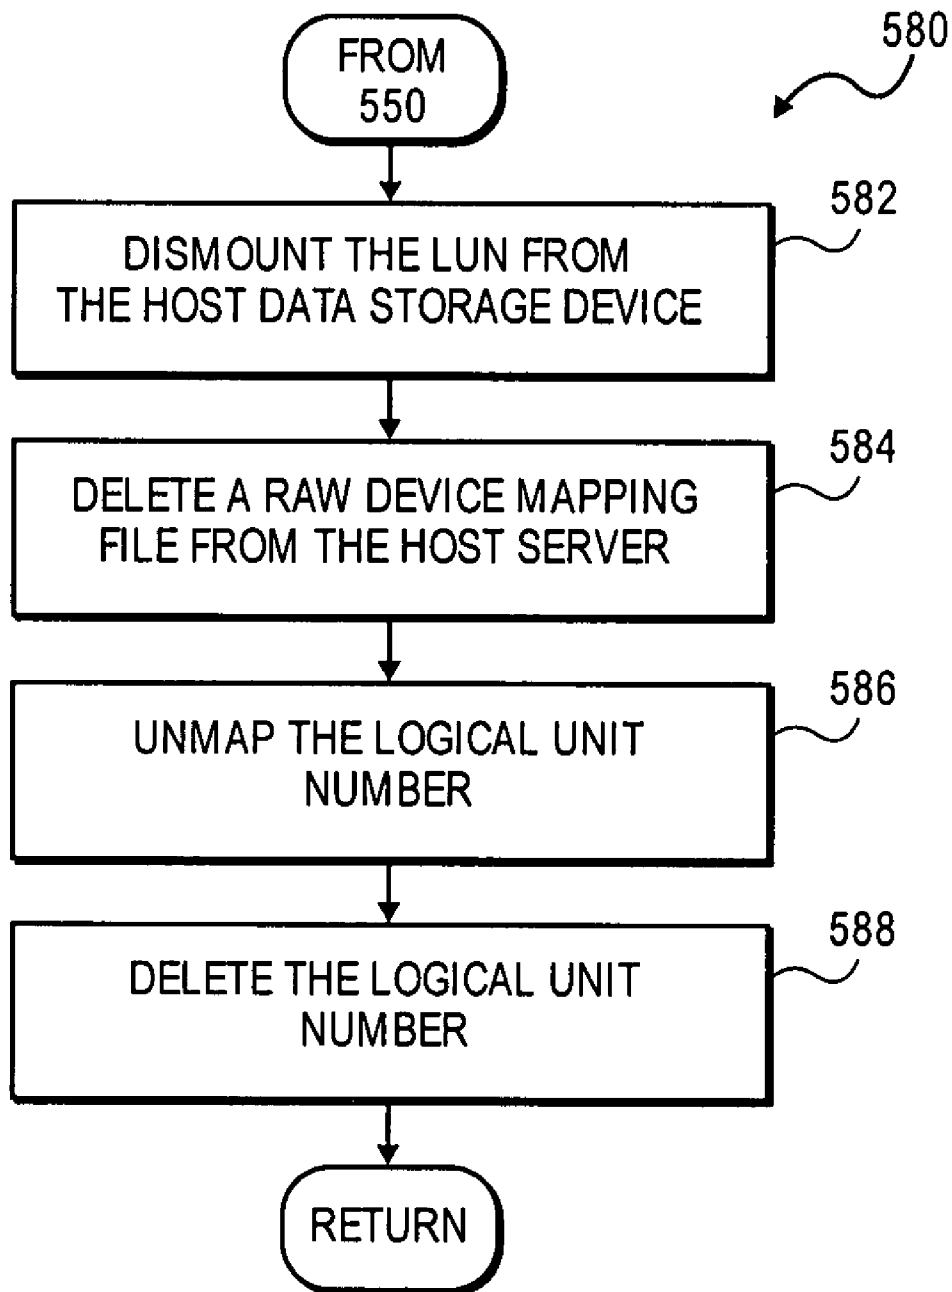 580
FROM
550
582
DISMOUNT THE LUN FROM
THE HOST DATA STORAGE DEVICE
584
DELETE A RAW DEVICE MAPPING
FILE FROM THE HOST SERVER
586
UNMAP THE LOGICAL UNIT
NUMBER
588
DELETE THE LOGICAL UNIT
NUMBER
RETURN